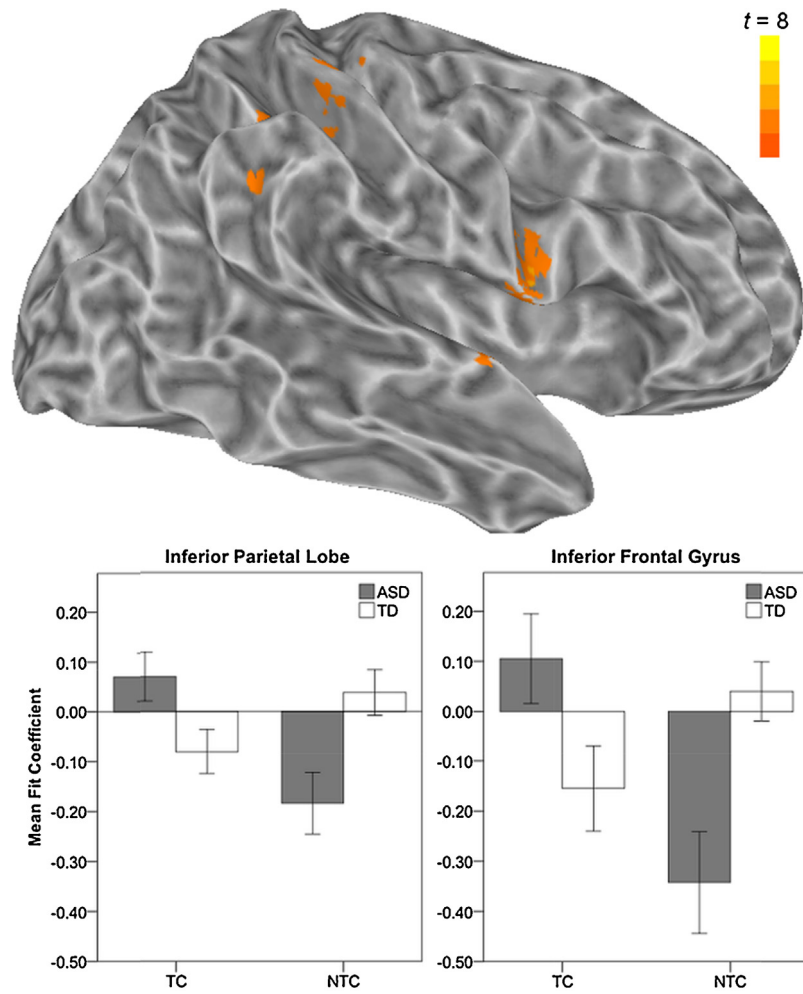 t = 8
Inferior Parietal Lobe
ASD
TD
Mean Fit Coefficient
0.20
0.10
0.00
-0.10
-0.20
-0.30
-0.40
-0.50
TC
NTC
Inferior Frontal Gyrus
ASD
TD
0.20
0.10
0.00
-0.10
-0.20
-0.30
-0.40
-0.50
TC
NTC